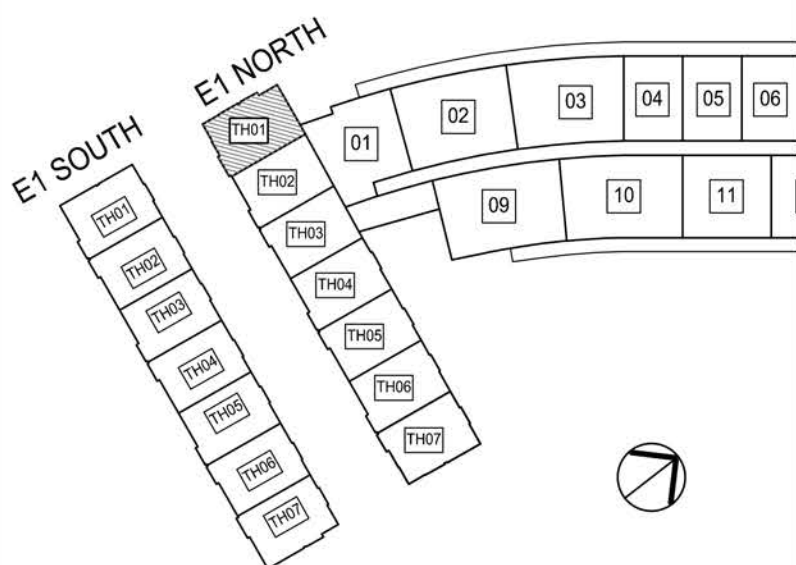 E1 NORTH
TH01
TH02
TH03
TH04
TH05
TH06
TH07
E1 SOUTH
TH01
TH02
TH03
TH04
TH05
TH06
TH07
01
02
03
04
05
06
09
10
11